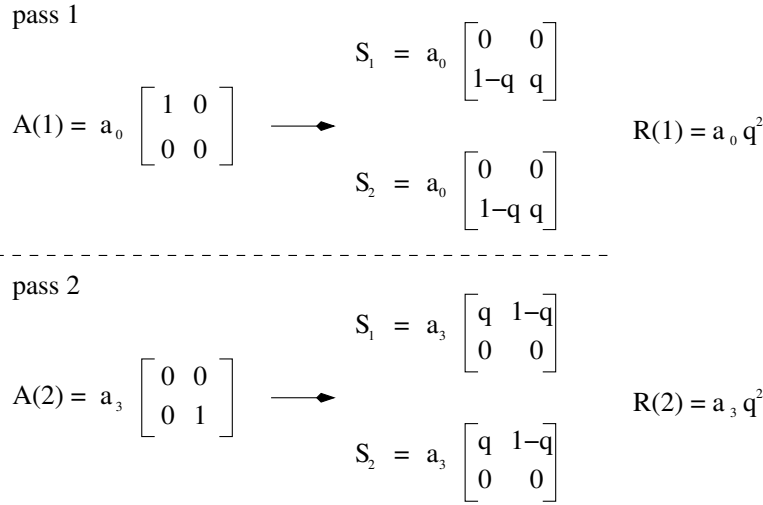 pass 1
S₁ = a₀ [0 0
1−q q]
A(1) = a₀ [1 0
0 0]
R(1) = a₀ q²
S₂ = a₀ [0 0
1−q q]
pass 2
S₁ = a₃ [q 1−q
0 0]
A(2) = a₃ [0 0
0 1]
R(2) = a₃ q²
S₂ = a₃ [q 1−q
0 0]